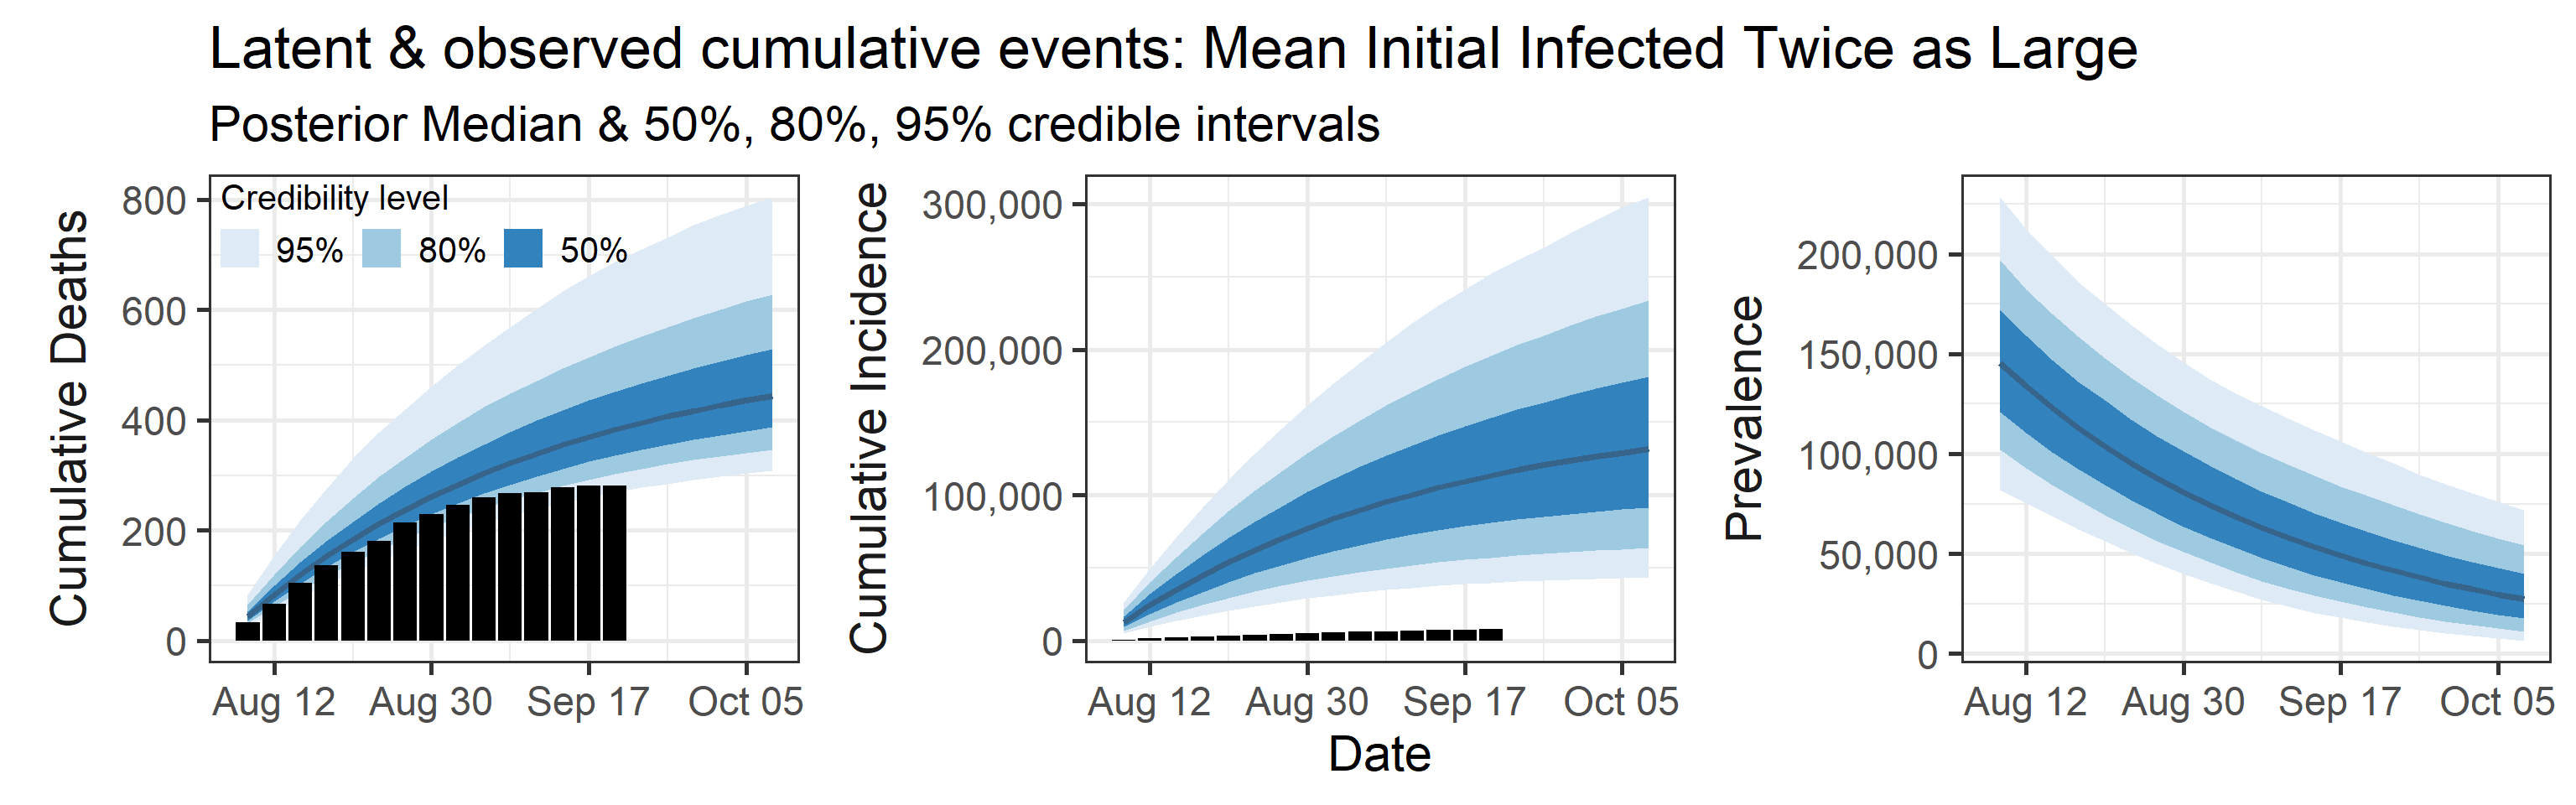 Latent & observed cumulative events: Mean Initial Infected Twice as Large
Posterior Median & 50%, 80%, 95% credible intervals
Cumulative Deaths
800
600
400
200
0
Credibility level
95% 80% 50%
Aug 12 Aug 30 Sep 17 Oct 05
Cumulative Incidence
300,000
200,000
100,000
0
Aug 12 Aug 30 Sep 17 Oct 05
Prevalence
200,000
150,000
100,000
50,000
0
Aug 12 Aug 30 Sep 17 Oct 05
Date